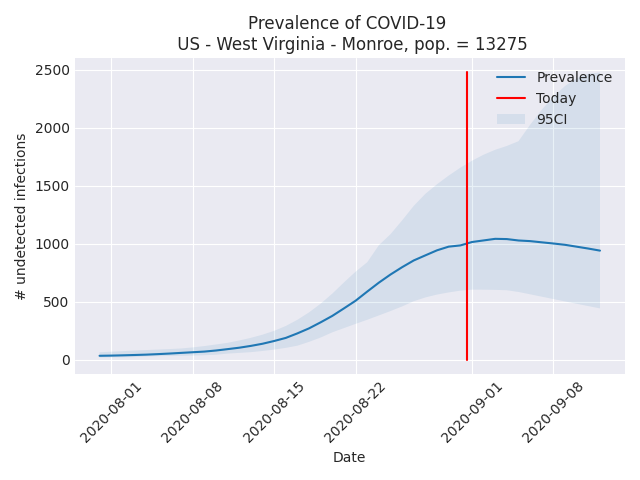 Prevalence of COVID-19
US - West Virginia - Monroe, pop. = 13275
2500
2000
1500
1000
500
0
# undetected infections
Prevalence
Today
95CI
2020-08-01
2020-08-08
2020-08-15
2020-08-22
2020-09-01
2020-09-08
Date